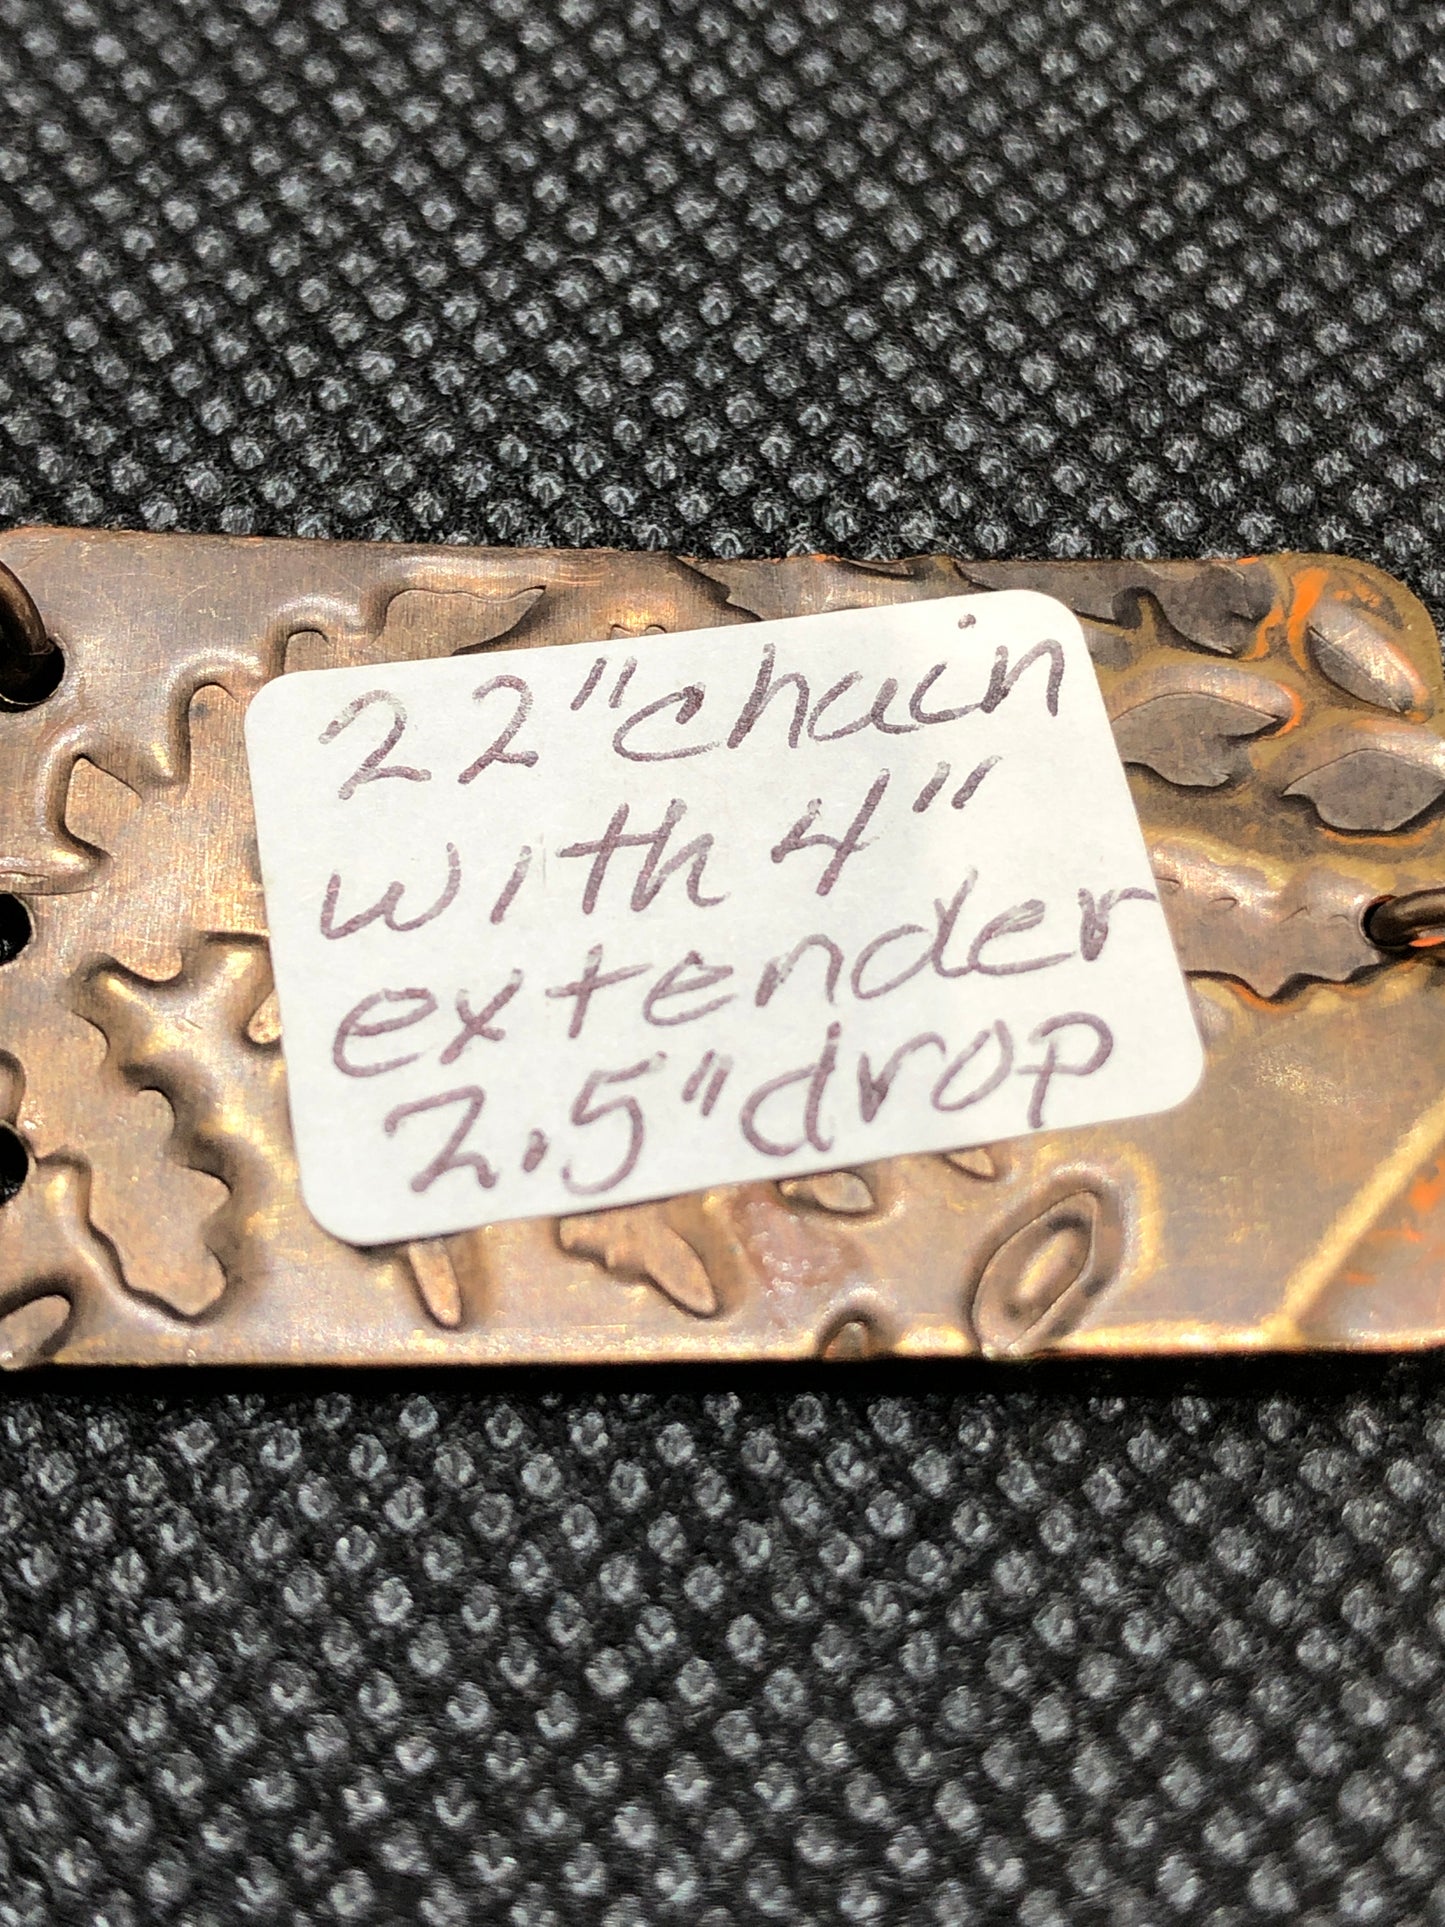 22" chain
with 4"
extender
2.5" drop